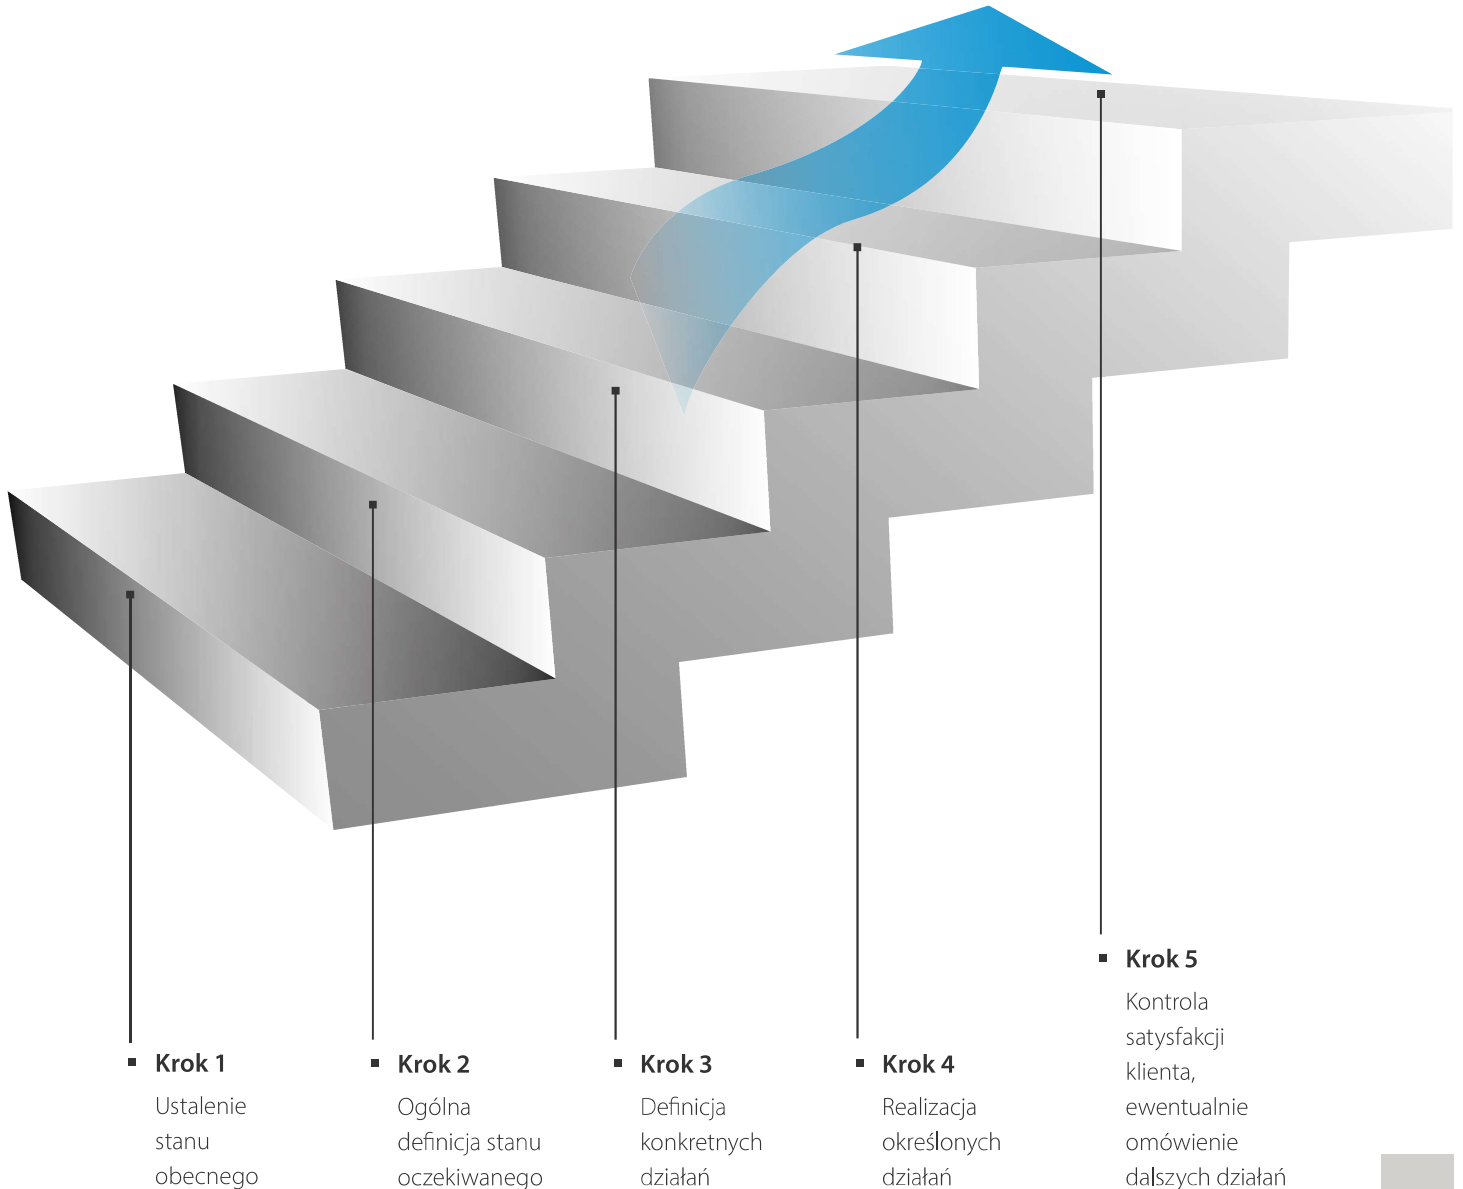 Krok 1
Ustalenie
stanu
obecnego
Krok 2
Ogólna
definicja stanu
oczekiwanego
Krok 3
Definicja
konkretnych
działań
Krok 4
Realizacja
określonych
działań
Krok 5
Kontrola
satysfakcji
klienta,
ewentualnie
omówienie
dalszych działań